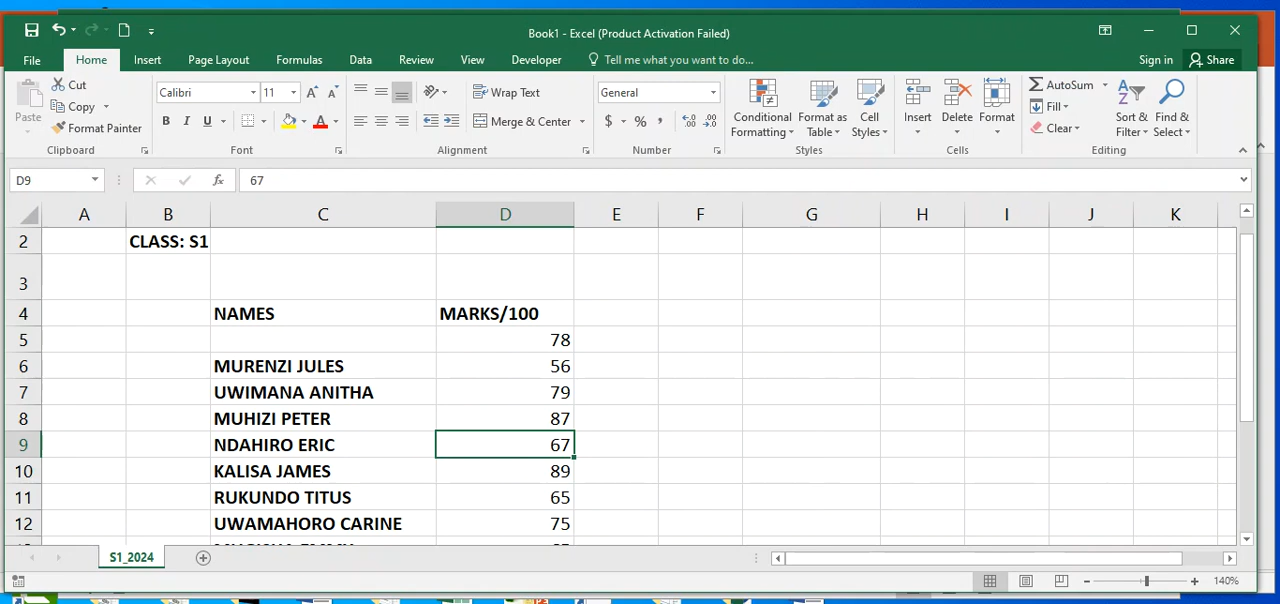 Book1 - Excel (Product Activation Failed)
File Home Insert Page Layout Formulas Data Review View Developer Tell me what you want to do... Sign in Share
Paste Cut Copy Format Painter
Calibri 11 A A
B I U A
Wrap Text
Merge & Center
General
$ % , .0 .00 .00 .0
Conditional Formatting
Format as Table
Cell Styles
Insert Delete Format
AutoSum
Fill
Clear
Sort & Filter
Find & Select
Clipboard Font Alignment Number Styles Cells Editing
D9 fx 67
A B C D E F G H I J K
2 CLASS: S1
3
4 NAMES MARKS/100
5 78
6 MURENZI JULES 56
7 UWIMANA ANITHA 79
8 MUHIZI PETER 87
9 NDAHIRO ERIC 67
10 KALISA JAMES 89
11 RUKUNDO TITUS 65
12 UWAMAHORO CARINE 75
S1_2024
140%